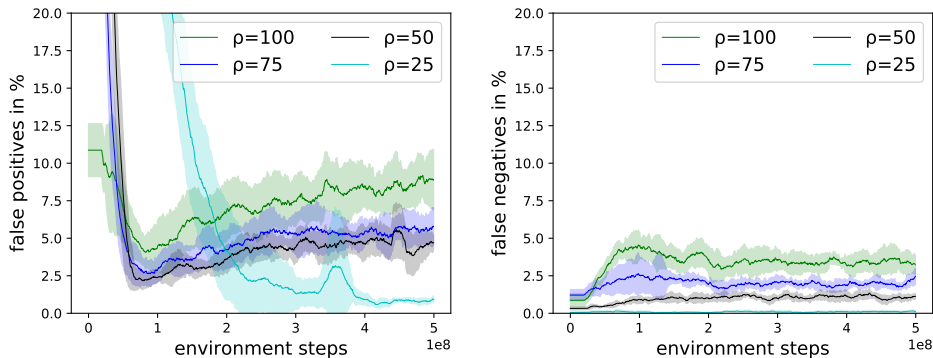 20.0
17.5
15.0
12.5
10.0
7.5
5.0
2.5
0.0
false positives in %
ρ=100 ρ=50
ρ=75 ρ=25
0 1 2 3 4 5
1e8
environment steps
20.0
17.5
15.0
12.5
10.0
7.5
5.0
2.5
0.0
false negatives in %
ρ=100 ρ=50
ρ=75 ρ=25
0 1 2 3 4 5
1e8
environment steps